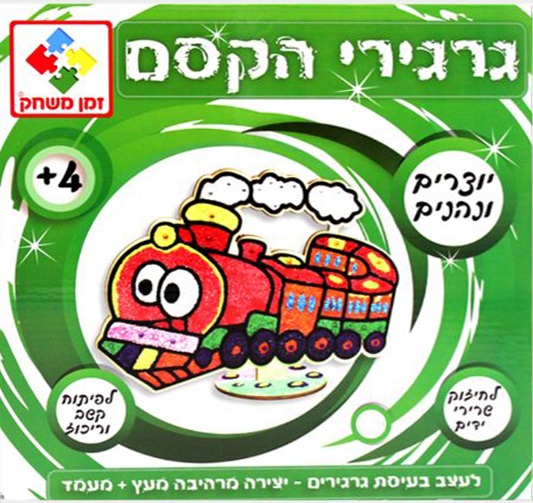 גרגירי הקסם
זמן משחק
4+
יוצרים
ונהנים
לפיתוח
קשב
וריכוז
לחיזוק
שרירי
ידיים
לעצב בעיסת גרגירים - יצירה מרהיבה מעץ + מעמד